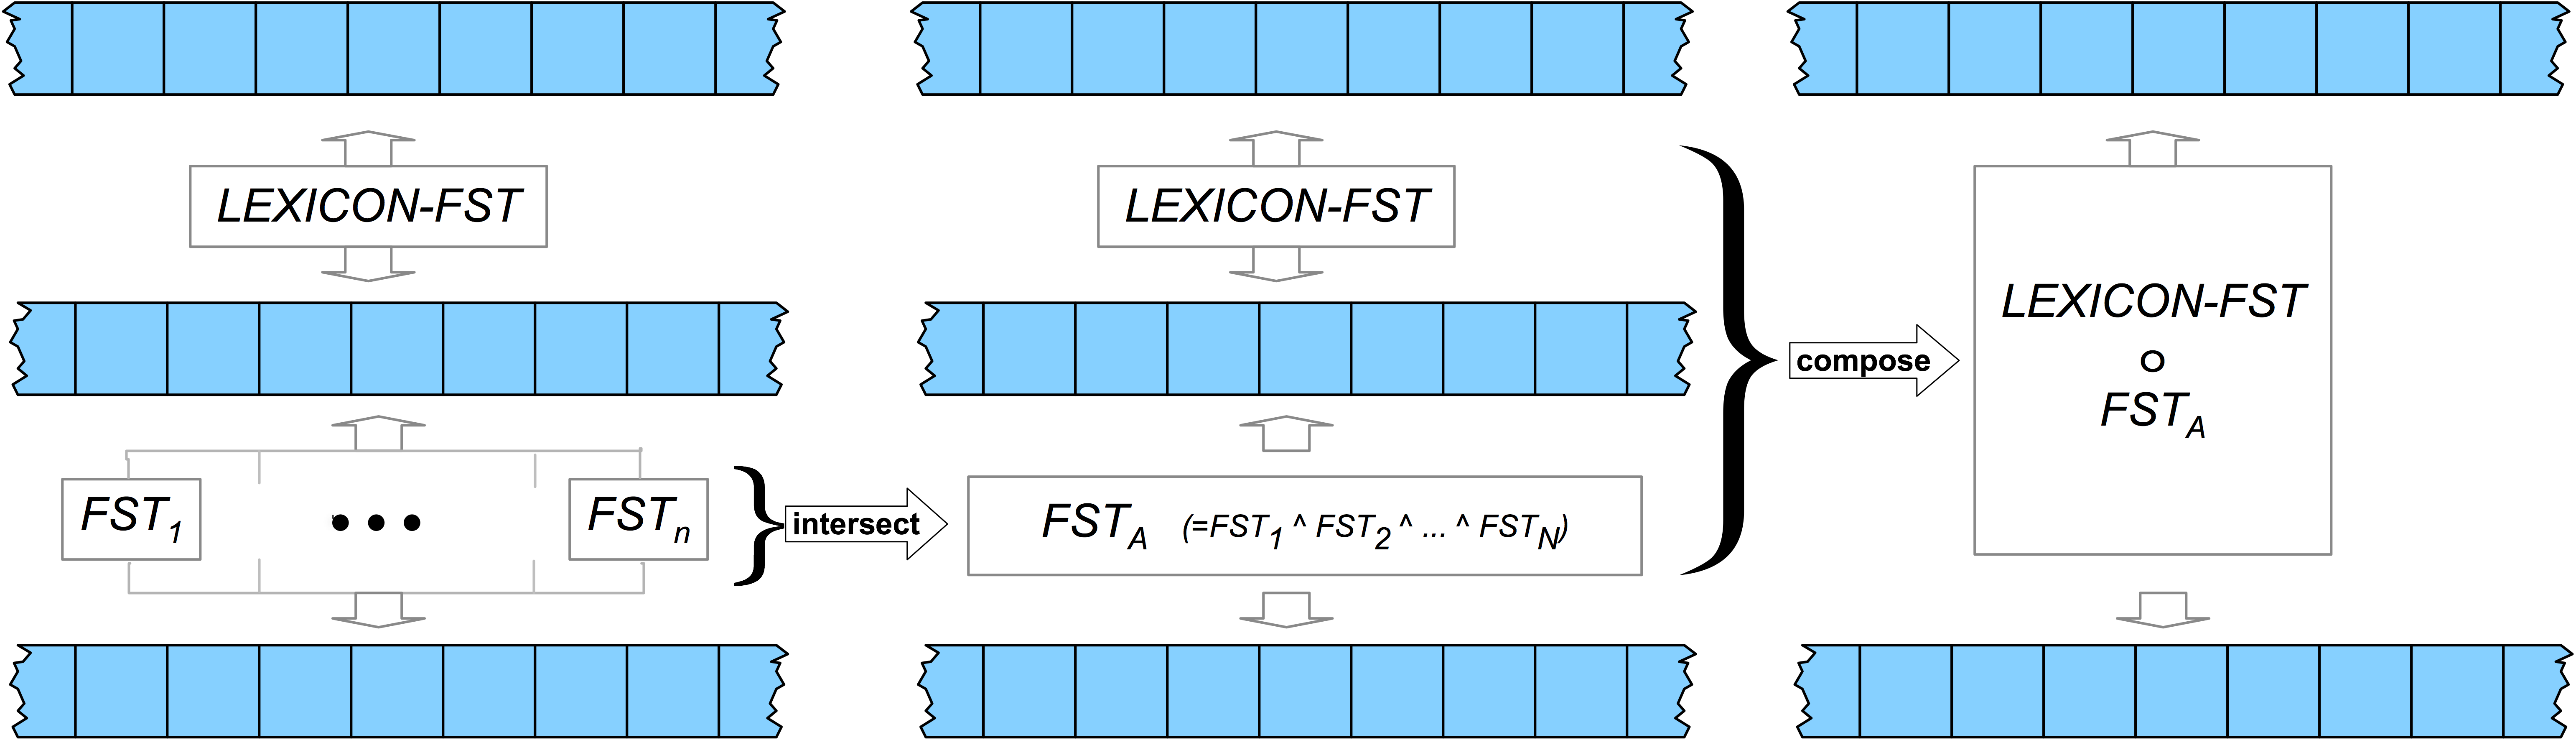 LEXICON-FST
FST1
• • •
FSTn
intersect
LEXICON-FST
FSTA (=FST1 ^ FST2 ^ ... ^ FSTN)
compose
LEXICON-FST
o
FSTA